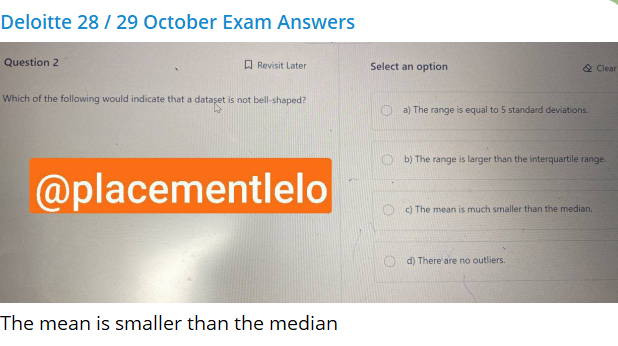 Deloitte 28 / 29 October Exam Answers
Question 2
Revisit Later
Select an option
Clear
Which of the following would indicate that a dataset is not bell-shaped?
a) The range is equal to 5 standard deviations.
b) The range is larger than the interquartile range.
@placementlelo
c) The mean is much smaller than the median.
d) There are no outliers.
The mean is smaller than the median